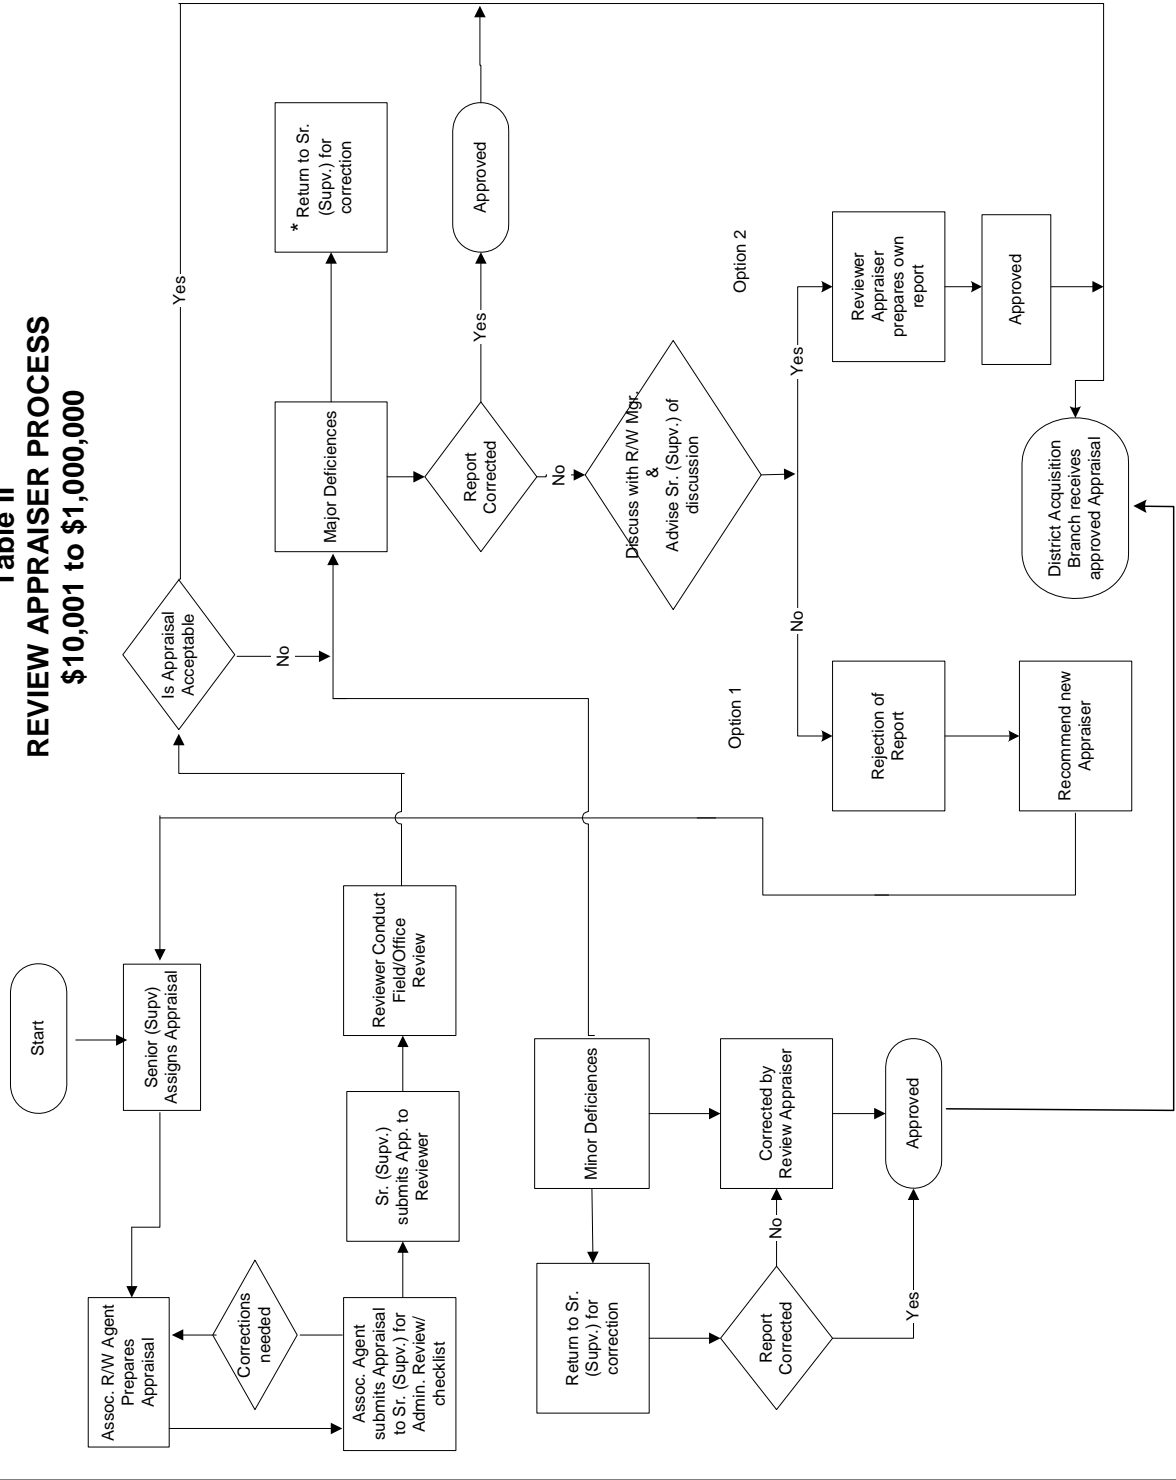 Table II
REVIEW APPRAISER PROCESS
$10,001 to $1,000,000
Start
Senior (Supv)
Assigns Appraisal
Assoc. R/W Agent
Prepares
Appraisal
Corrections
needed
Assoc. Agent
submits Appraisal
to Sr. (Supv.) for
Admin. Review/
checklist
Sr. (Supv.)
submits App. to
Reviewer
Reviewer Conduct
Field/Office
Review
Is Appraisal
Acceptable
Yes
No
Major Deficiences
* Return to Sr.
(Supv.) for
correction
Report
Corrected
Yes
Approved
No
Discuss with R/W Mgr.
&
Advise Sr. (Supv.) of
discussion
Option 1
No
Rejection of
Report
Recommend new
Appraiser
Option 2
Yes
Reviewer
Appraiser
prepares own
report
Approved
District Acquisition
Branch receives
approved Appraisal
Minor Deficiences
Return to Sr.
(Supv.) for
correction
Report
Corrected
No
Corrected by
Review Appraiser
Yes
Approved